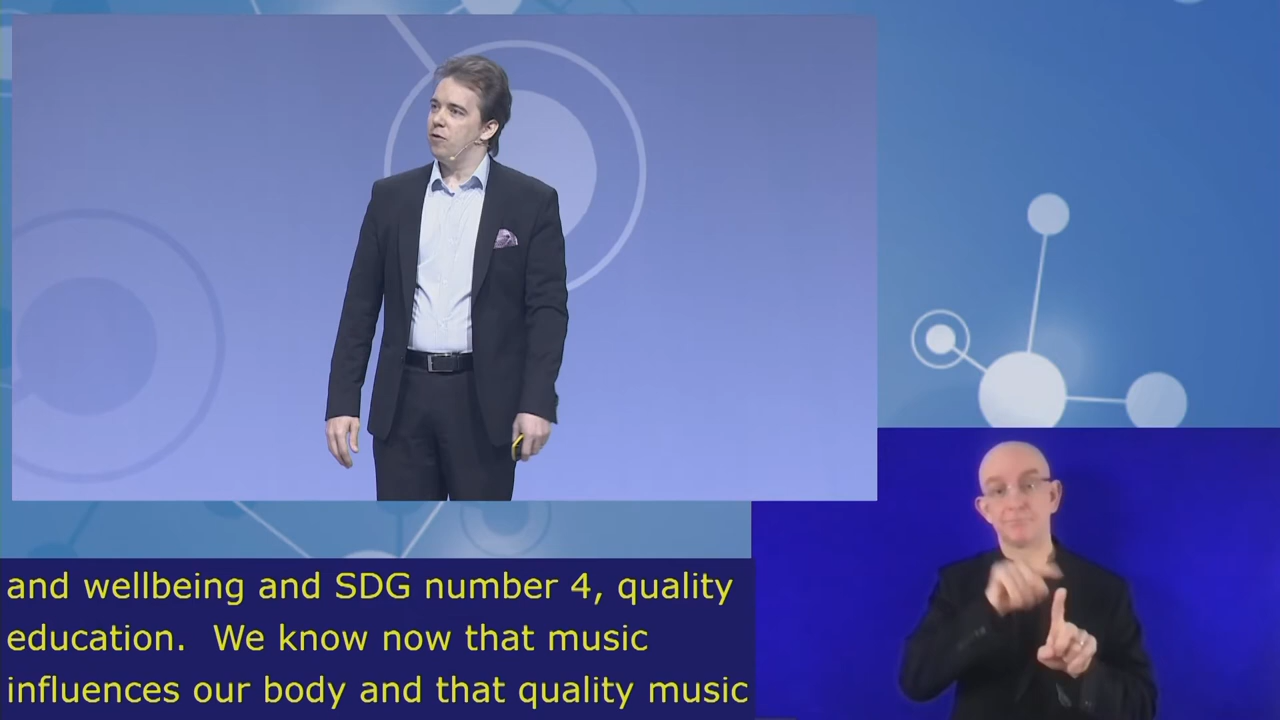 and wellbeing and SDG number 4, quality
education.  We know now that music
influences our body and that quality music